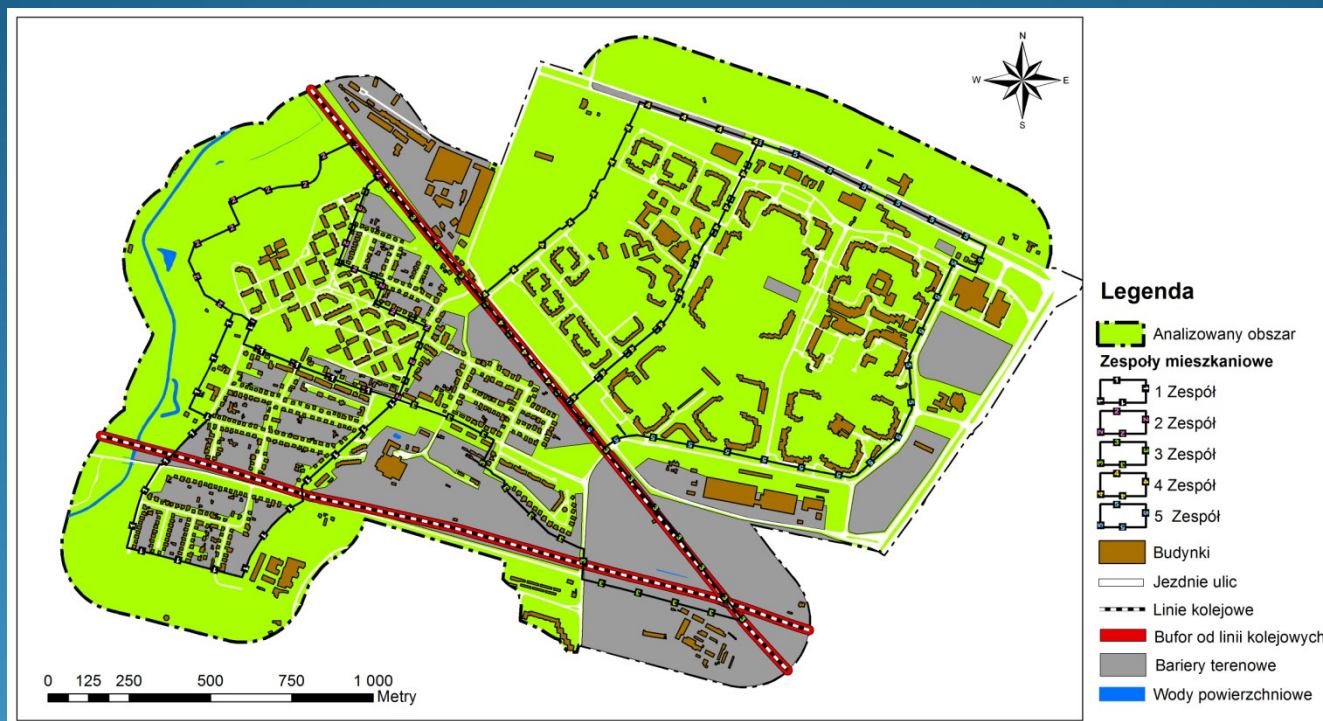 N
W E
S
Legenda
Analizowany obszar
Zespoły mieszkaniowe
1 Zespół
2 Zespół
3 Zespół
4 Zespół
5 Zespół
Budynki
Jezdnie ulic
Linie kolejowe
Bufor od linii kolejowych
Bariery terenowe
Wody powierzchniowe
0 125 250 500 750 1 000
Metry